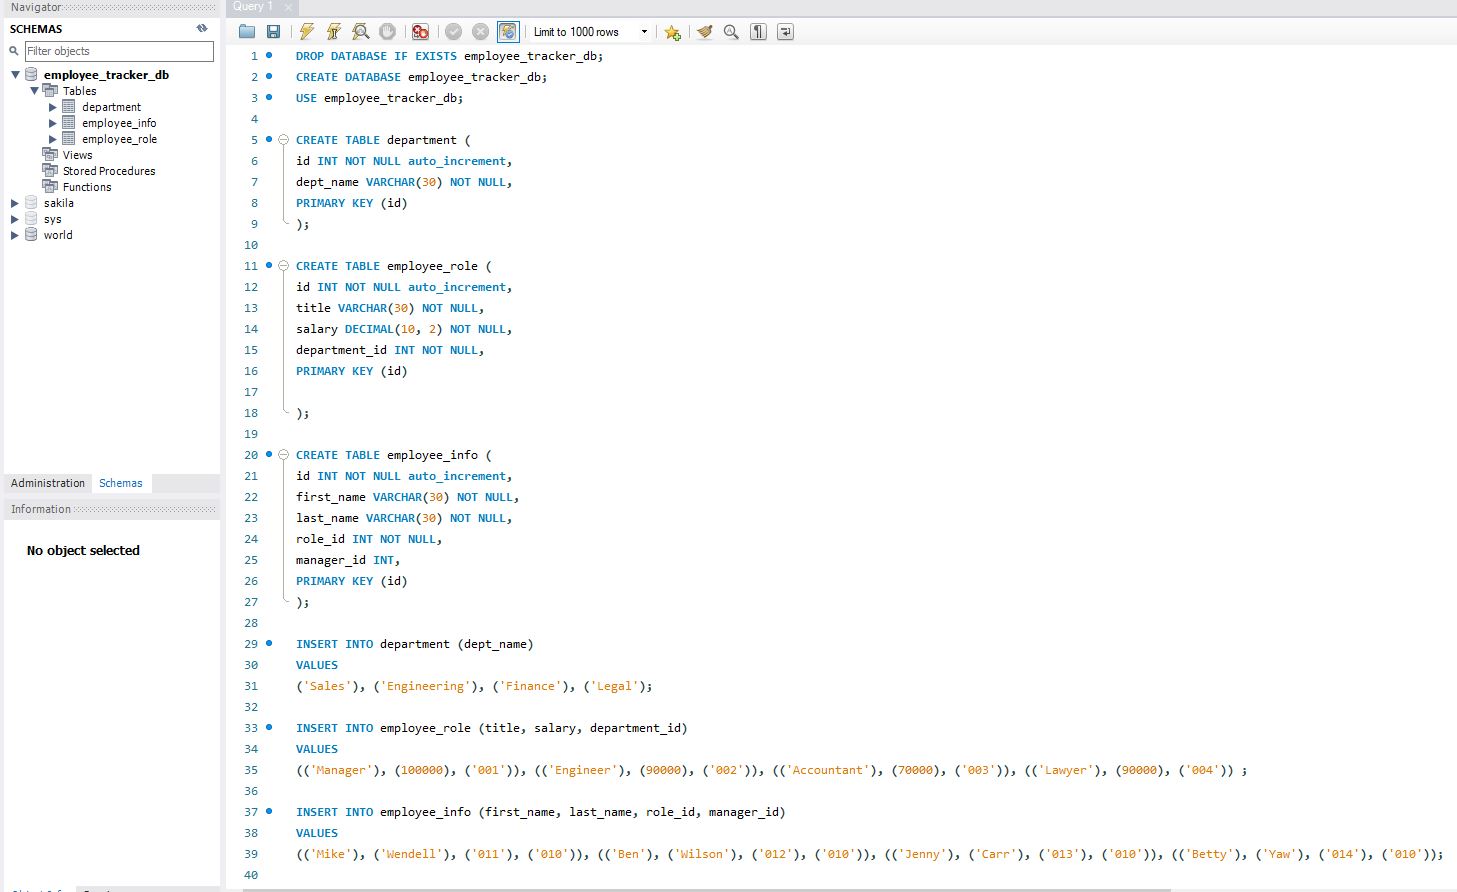 Navigator
SCHEMAS
Filter objects
employee_tracker_db
Tables
department
employee_info
employee_role
Views
Stored Procedures
Functions
sakila
sys
world
Administration Schemas
Information
No object selected
Query 1
Limit to 1000 rows
1 DROP DATABASE IF EXISTS employee_tracker_db;
2 CREATE DATABASE employee_tracker_db;
3 USE employee_tracker_db;
4
5 CREATE TABLE department (
6 id INT NOT NULL auto_increment,
7 dept_name VARCHAR(30) NOT NULL,
8 PRIMARY KEY (id)
9 );
10
11 CREATE TABLE employee_role (
12 id INT NOT NULL auto_increment,
13 title VARCHAR(30) NOT NULL,
14 salary DECIMAL(10, 2) NOT NULL,
15 department_id INT NOT NULL,
16 PRIMARY KEY (id)
17
18 );
19
20 CREATE TABLE employee_info (
21 id INT NOT NULL auto_increment,
22 first_name VARCHAR(30) NOT NULL,
23 last_name VARCHAR(30) NOT NULL,
24 role_id INT NOT NULL,
25 manager_id INT,
26 PRIMARY KEY (id)
27 );
28
29 INSERT INTO department (dept_name)
30 VALUES
31 ('Sales'), ('Engineering'), ('Finance'), ('Legal');
32
33 INSERT INTO employee_role (title, salary, department_id)
34 VALUES
35 (('Manager'), (100000), ('001')), (('Engineer'), (90000), ('002')), (('Accountant'), (70000), ('003')), (('Lawyer'), (90000), ('004')) ;
36
37 INSERT INTO employee_info (first_name, last_name, role_id, manager_id)
38 VALUES
39 (('Mike'), ('Wendell'), ('011'), ('010')), (('Ben'), ('Wilson'), ('012'), ('010')), (('Jenny'), ('Carr'), ('013'), ('010')), (('Betty'), ('Yaw'), ('014'), ('010'));
40